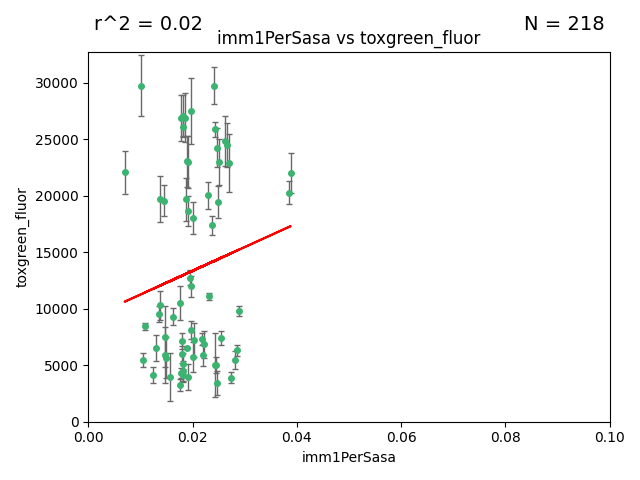 r^2 = 0.02
N = 218
imm1PerSasa vs toxgreen_fluor
toxgreen_fluor
30000
25000
20000
15000
10000
5000
0
0.00
0.02
0.04
0.06
0.08
0.10
imm1PerSasa